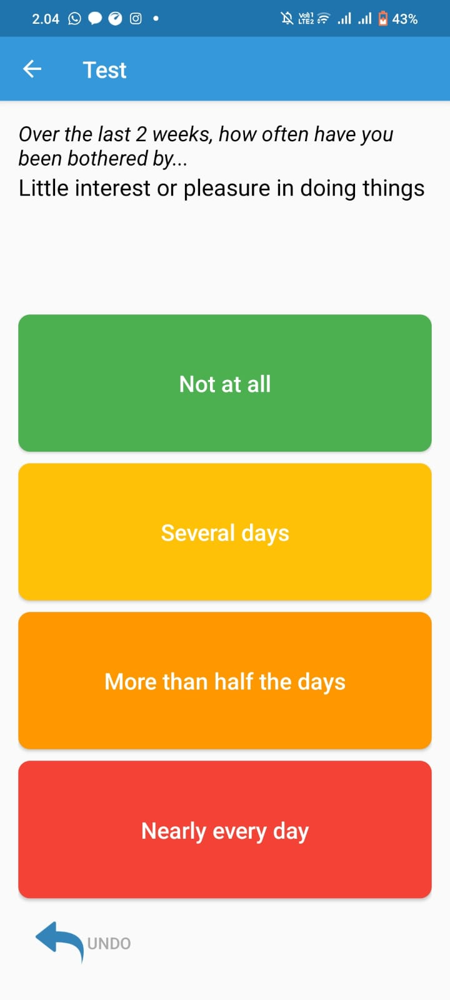 2.04
Vo)) 1
LTE2
43%
Test
Over the last 2 weeks, how often have you
been bothered by...
Little interest or pleasure in doing things
Not at all
Several days
More than half the days
Nearly every day
UNDO